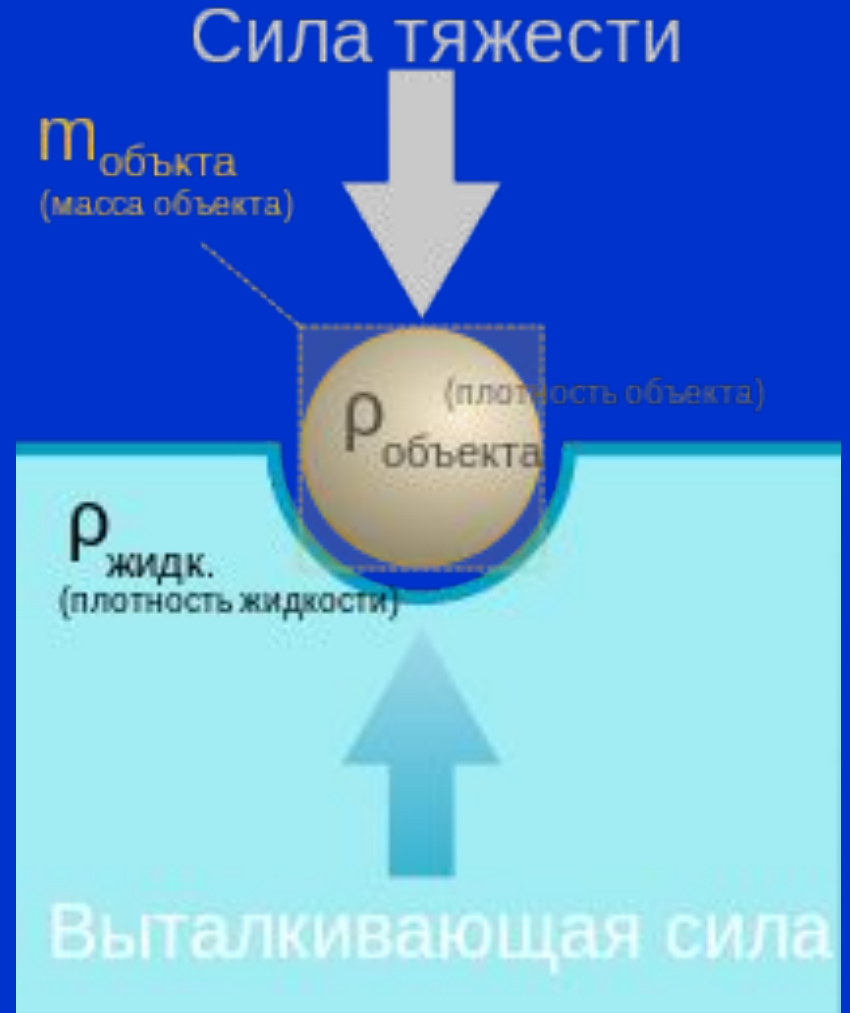 Сила тяжести
mобъкта
(масса объекта)
(плотность объекта)
ρобъекта
ρжидк.
(плотность жидкости)
Выталкивающая сила